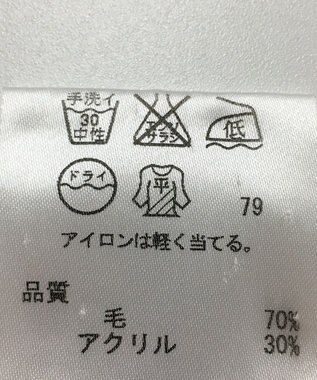 手洗イ
30
中性
エンソ
サラシ
低
ドライ
平
79
アイロンは軽く当てる。
品質
毛 70%
アクリル 30%